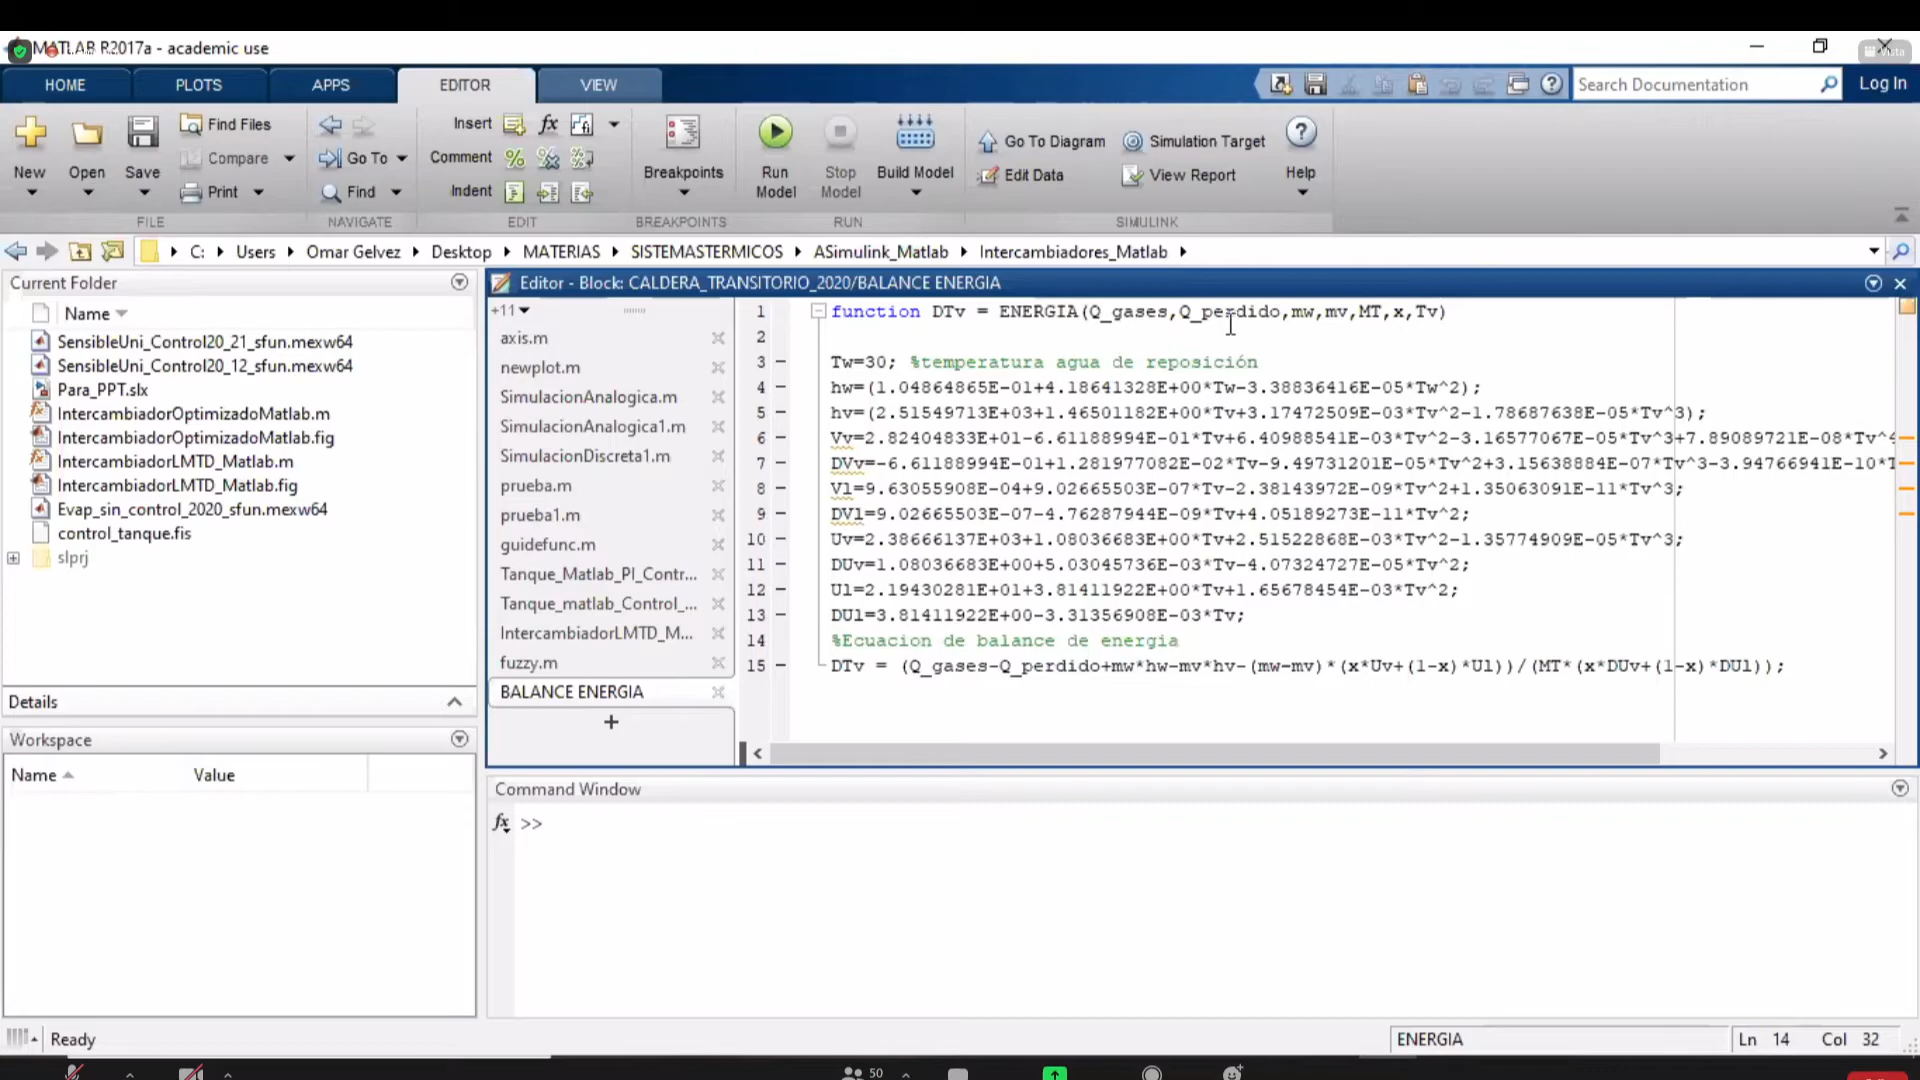 MATLAB R2017a - academic use
Vista
HOME PLOTS APPS EDITOR VIEW
Search Documentation
Log In
New
Open
Save
Find Files
Compare
Print
Go To
Find
Insert
Comment
Indent
Breakpoints
Run Model
Stop Model
Build Model
Go To Diagram
Edit Data
Simulation Target
View Report
Help
FILE NAVIGATE EDIT BREAKPOINTS RUN SIMULINK
C: Users Omar Gelvez Desktop MATERIAS SISTEMASTERMICOS ASimulink_Matlab Intercambiadores_Matlab
Current Folder
Name
SensibleUni_Control20_21_sfun.mexw64
SensibleUni_Control20_12_sfun.mexw64
Para_PPT.slx
IntercambiadorOptimizadoMatlab.m
IntercambiadorOptimizadoMatlab.fig
IntercambiadorLMTD_Matlab.m
IntercambiadorLMTD_Matlab.fig
Evap_sin_control_2020_sfun.mexw64
control_tanque.fis
slprj
Details
Workspace
Name Value
Editor - Block: CALDERA_TRANSITORIO_2020/BALANCE ENERGIA
+11
axis.m
newplot.m
SimulacionAnalogica.m
SimulacionAnalogica1.m
SimulacionDiscreta1.m
prueba.m
prueba1.m
guidefunc.m
Tanque_Matlab_PI_Contr...
Tanque_matlab_Control_...
IntercambiadorLMTD_M...
fuzzy.m
BALANCE ENERGIA
+
1 function DTv = ENERGIA(Q_gases,Q_perdido,mw,mv,MT,x,Tv)
2
3 Tw=30; %temperatura agua de reposición
4 hw=(1.04864865E-01+4.18641328E+00*Tw-3.38836416E-05*Tw^2);
5 hv=(2.51549713E+03+1.46501182E+00*Tv+3.17472509E-03*Tv^2-1.78687638E-05*Tv^3);
6 Vv=2.82404833E+01-6.61188994E-01*Tv+6.40988541E-03*Tv^2-3.16577067E-05*Tv^3+7.89089721E-08*Tv^4
7 DVv=-6.61188994E-01+1.281977082E-02*Tv-9.49731201E-05*Tv^2+3.15638884E-07*Tv^3-3.94766941E-10*T
8 Vl=9.63055908E-04+9.02665503E-07*Tv-2.38143972E-09*Tv^2+1.35063091E-11*Tv^3;
9 DVl=9.02665503E-07-4.76287944E-09*Tv+4.05189273E-11*Tv^2;
10 Uv=2.38666137E+03+1.08036683E+00*Tv+2.51522868E-03*Tv^2-1.35774909E-05*Tv^3;
11 DUv=1.08036683E+00+5.03045736E-03*Tv-4.07324727E-05*Tv^2;
12 Ul=2.19430281E+01+3.81411922E+00*Tv+1.65678454E-03*Tv^2;
13 DUl=3.81411922E+00-3.31356908E-03*Tv;
14 %Ecuacion de balance de energia
15 DTv = (Q_gases-Q_perdido+mw*hw-mv*hv-(mw-mv)*(x*Uv+(1-x)*Ul))/(MT*(x*DUv+(1-x)*DUl));
Command Window
fx >>
Ready
ENERGIA
Ln 14 Col 32
50